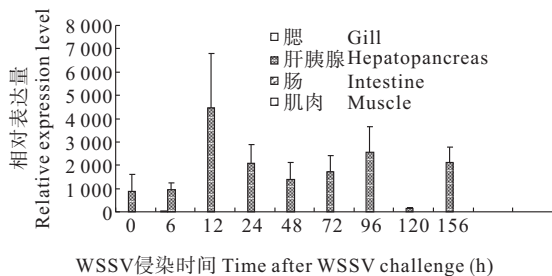 相对表达量
Relative expression level
8 000
7 000
6 000
5 000
4 000
3 000
2 000
1 000
0
腮 Gill
肝胰腺 Hepatopancreas
肠 Intestine
肌肉 Muscle
0 6 12 24 48 72 96 120 156
WSSV侵染时间 Time after WSSV challenge (h)